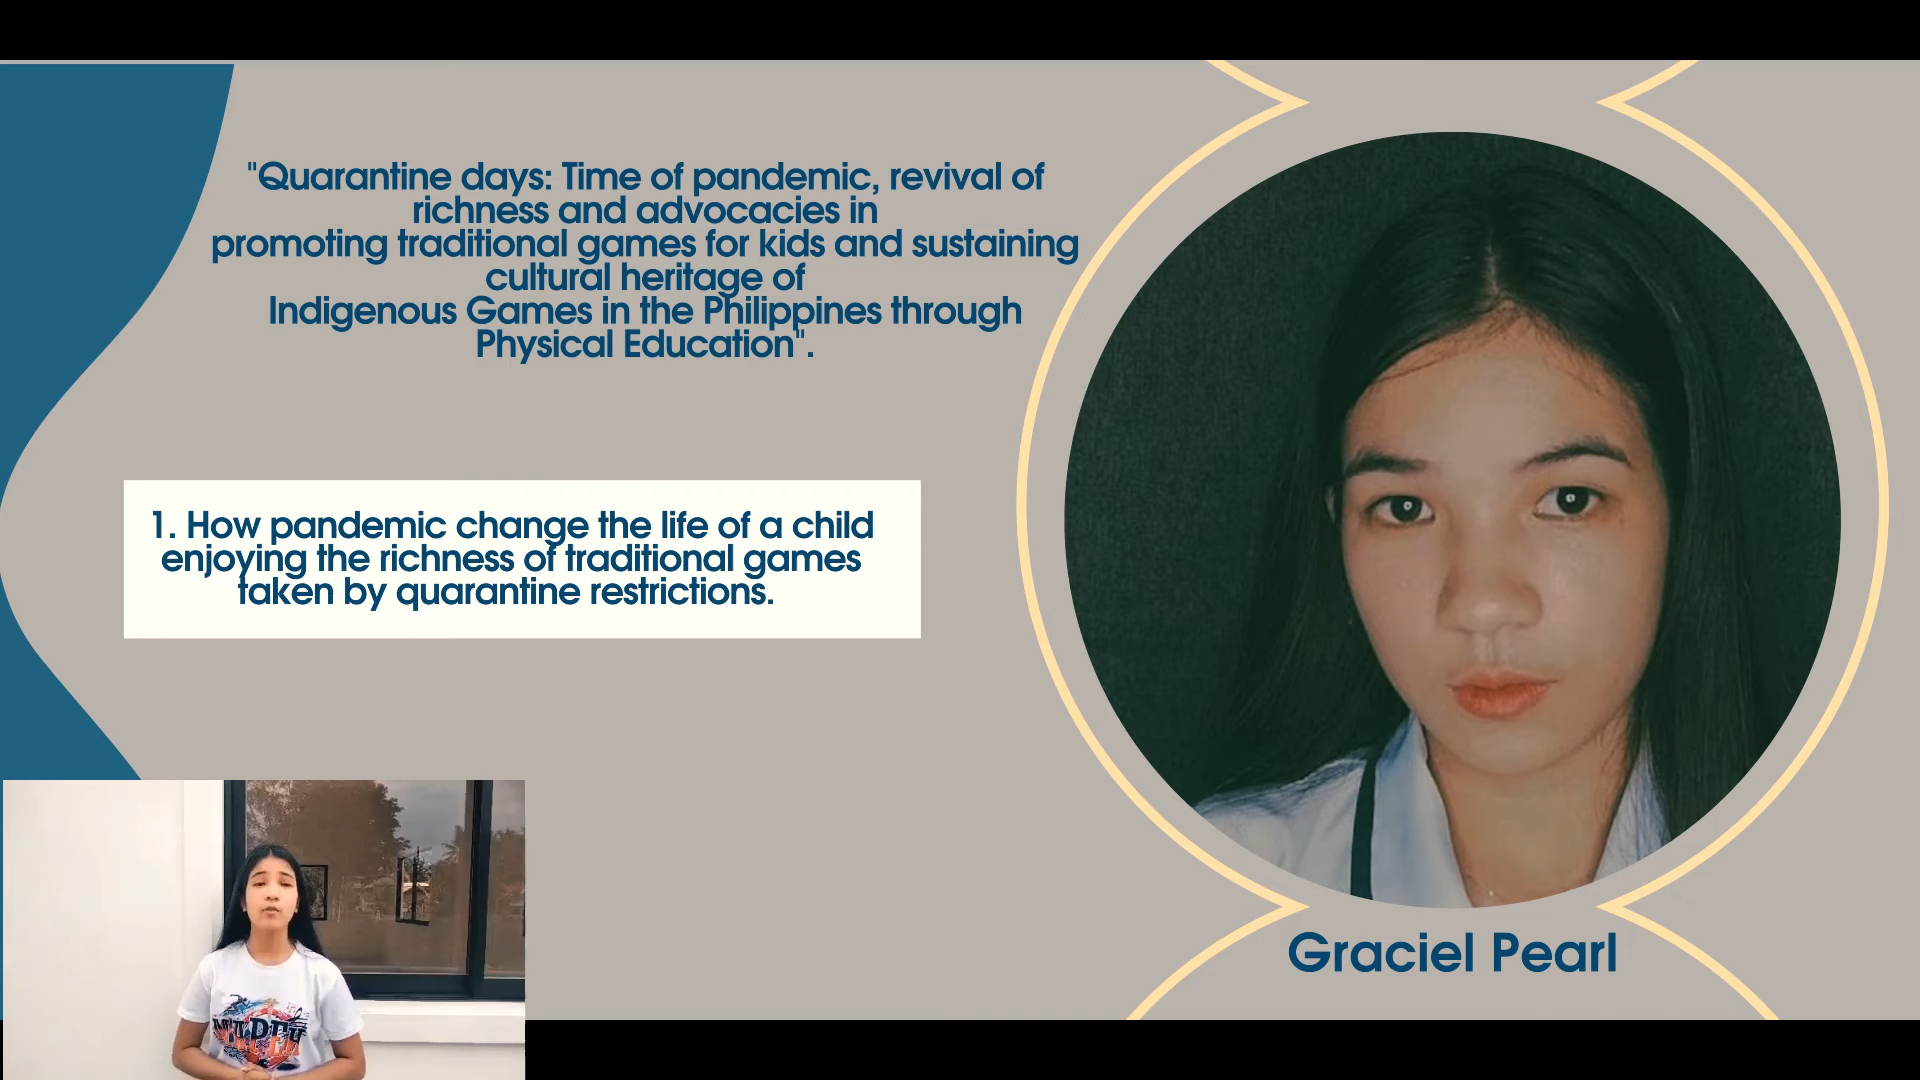 "Quarantine days: Time of pandemic, revival of
richness and advocacies in
promoting traditional games for kids and sustaining
cultural heritage of
Indigenous Games in the Philippines through
Physical Education".
1. How pandemic change the life of a child
enjoying the richness of traditional games
taken by quarantine restrictions.
Graciel Pearl